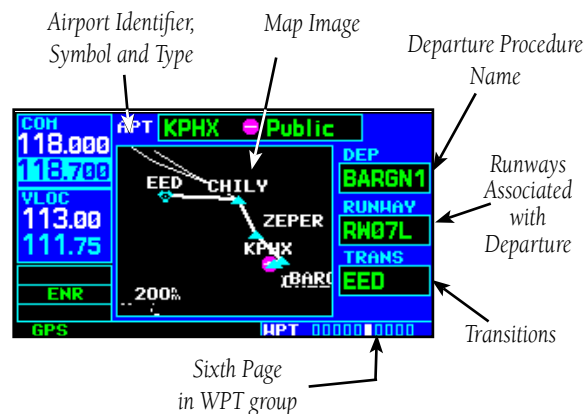 Airport Identifier,
Symbol and Type
Map Image
Departure Procedure
Name
COM
118.000
118.700
VLOC
113.00
111.75
ENR
GPS
APT KPHX Public
EED
CHILY
ZEPER
KPHX
200
DEP
BARGN1
RUNWAY
RW07L
TRANS
EED
WPT
Runways
Associated
with
Departure
Transitions
Sixth Page
in WPT group